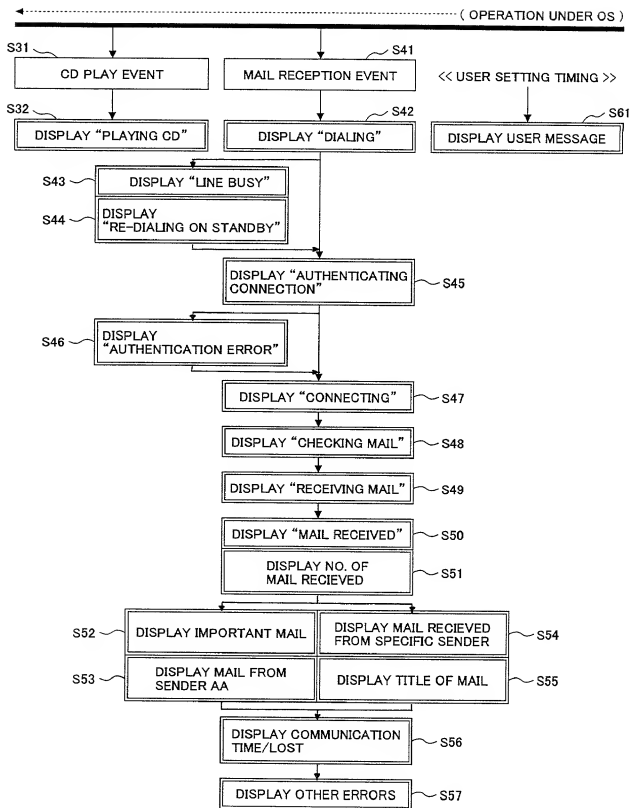 ( OPERATION UNDER OS )
S31
CD PLAY EVENT
S41
MAIL RECEPTION EVENT
<< USER SETTING TIMING >>
S32
DISPLAY “PLAYING CD”
S42
DISPLAY “DIALING”
S61
DISPLAY USER MESSAGE
S43
DISPLAY “LINE BUSY”
S44
DISPLAY
“RE-DIALING ON STANDBY”
DISPLAY “AUTHENTICATING
CONNECTION”
S45
S46
DISPLAY
“AUTHENTICATION ERROR”
DISPLAY “CONNECTING”
S47
DISPLAY “CHECKING MAIL”
S48
DISPLAY “RECEIVING MAIL”
S49
DISPLAY “MAIL RECEIVED”
S50
DISPLAY NO. OF
MAIL RECIEVED
S51
S52
DISPLAY IMPORTANT MAIL
DISPLAY MAIL RECIEVED
FROM SPECIFIC SENDER
S54
S53
DISPLAY MAIL FROM
SENDER AA
DISPLAY TITLE OF MAIL
S55
DISPLAY COMMUNICATION
TIME/LOST
S56
DISPLAY OTHER ERRORS
S57